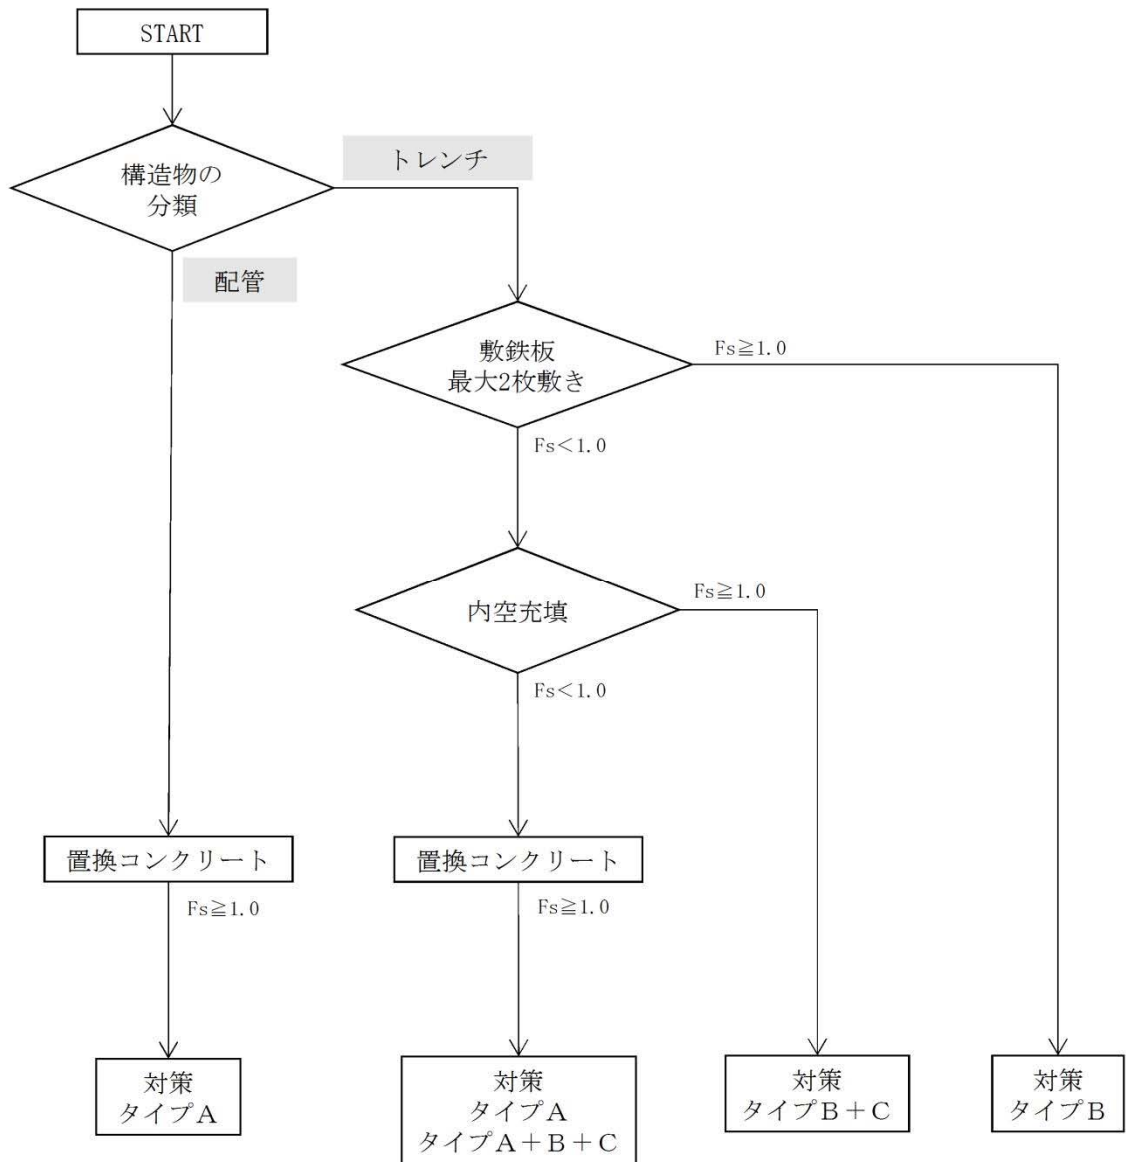 START
構造物の
分類
トレンチ
配管
敷鉄板
最大2枚敷き
Fs≧1.0
Fs＜1.0
内空充填
Fs≧1.0
Fs＜1.0
置換コンクリート
Fs≧1.0
置換コンクリート
Fs≧1.0
対策
タイプA
対策
タイプA
タイプA＋B＋C
対策
タイプB＋C
対策
タイプB